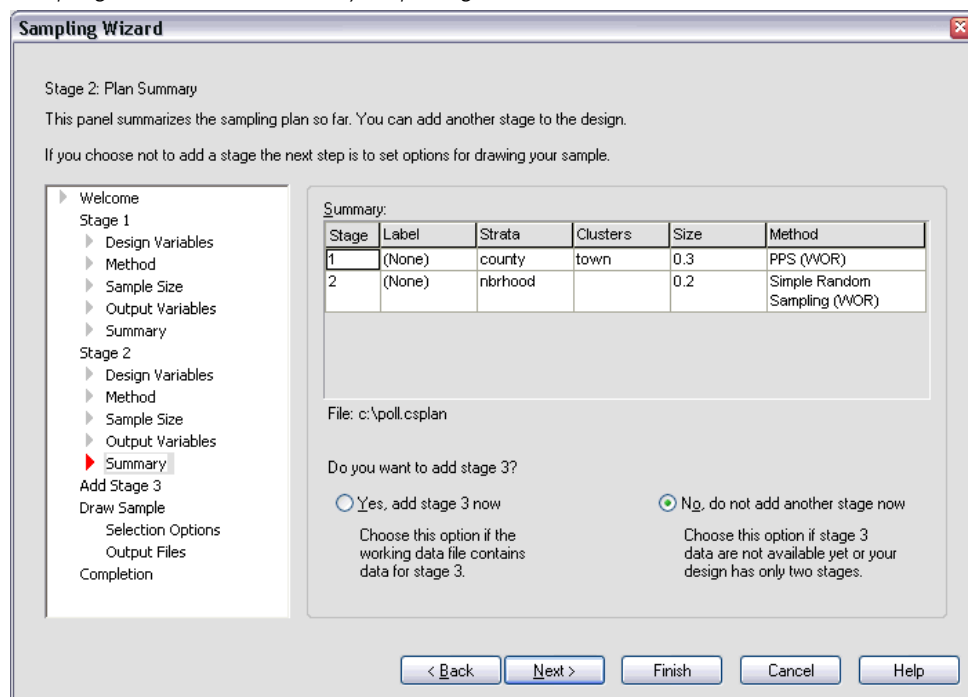 Sampling Wizard
Stage 2: Plan Summary
This panel summarizes the sampling plan so far. You can add another stage to the design.
If you choose not to add a stage the next step is to set options for drawing your sample.
Welcome
Stage 1
Design Variables
Method
Sample Size
Output Variables
Summary
Stage 2
Design Variables
Method
Sample Size
Output Variables
Summary
Add Stage 3
Draw Sample
Selection Options
Output Files
Completion
Summary:
Stage Label Strata Clusters Size Method
1 (None) county town 0.3 PPS (WOR)
2 (None) nbrhood 0.2 Simple Random
Sampling (WOR)
File: c:\poll.csplan
Do you want to add stage 3?
Yes, add stage 3 now
Choose this option if the
working data file contains
data for stage 3.
No, do not add another stage now
Choose this option if stage 3
data are not available yet or your
design has only two stages.
< Back Next > Finish Cancel Help